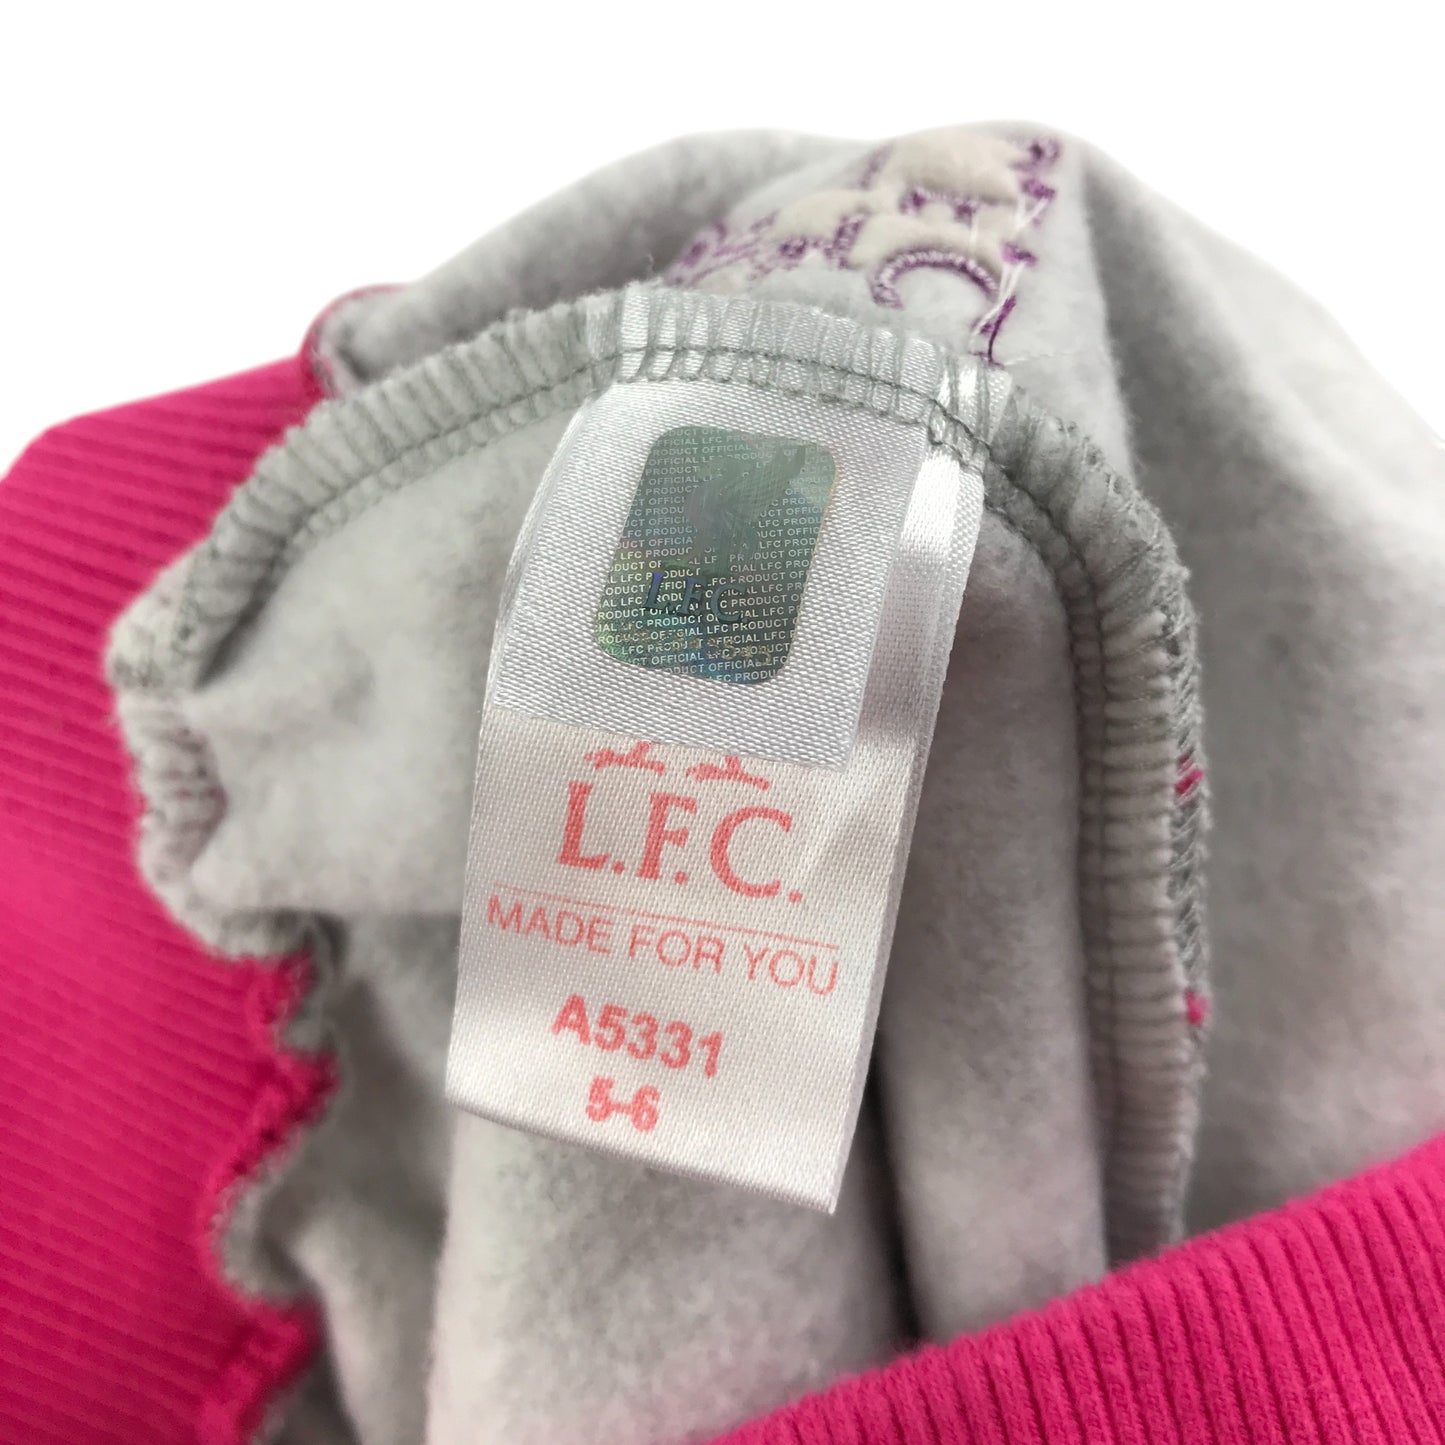 OFFICIAL LFC PRODUCT
L.F.C
L.F.C.
MADE FOR YOU
A5331
5-6